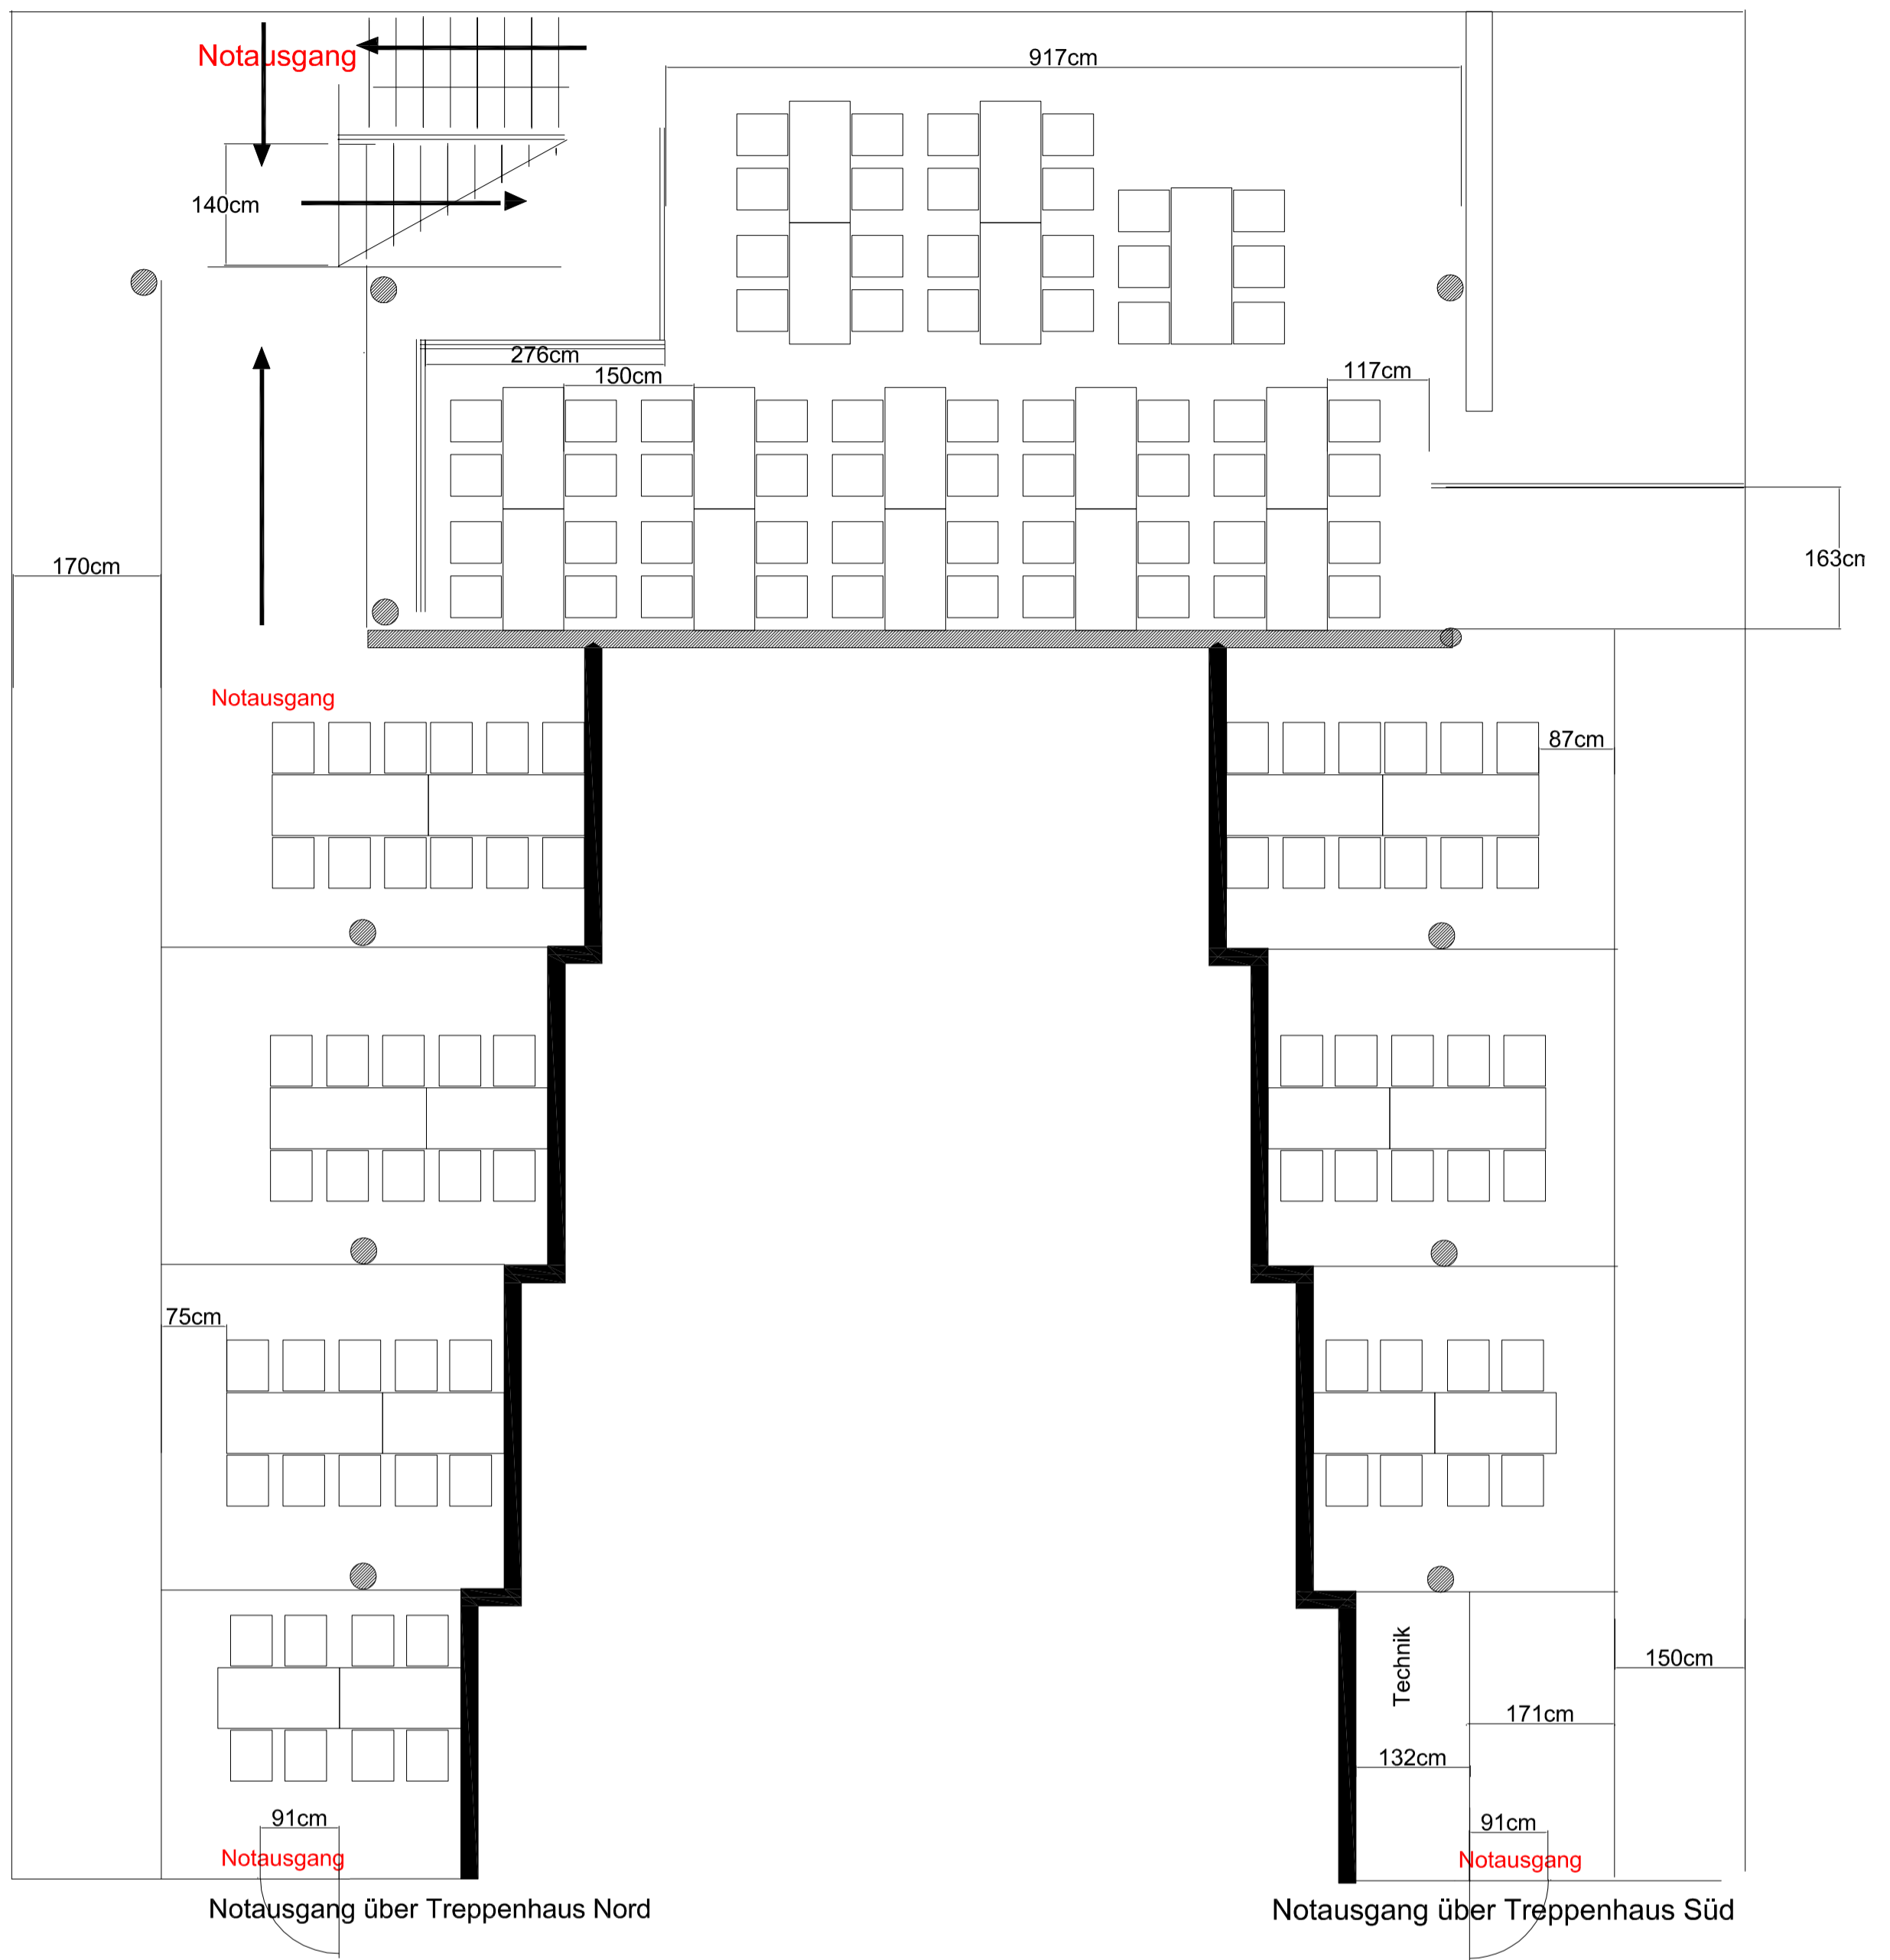 Notausgang
917cm
140cm
276cm
150cm
117cm
163cm
170cm
Notausgang
87cm
75cm
Technik
150cm
171cm
132cm
91cm
91cm
Notausgang
Notausgang
Notausgang über Treppenhaus Nord
Notausgang über Treppenhaus Süd